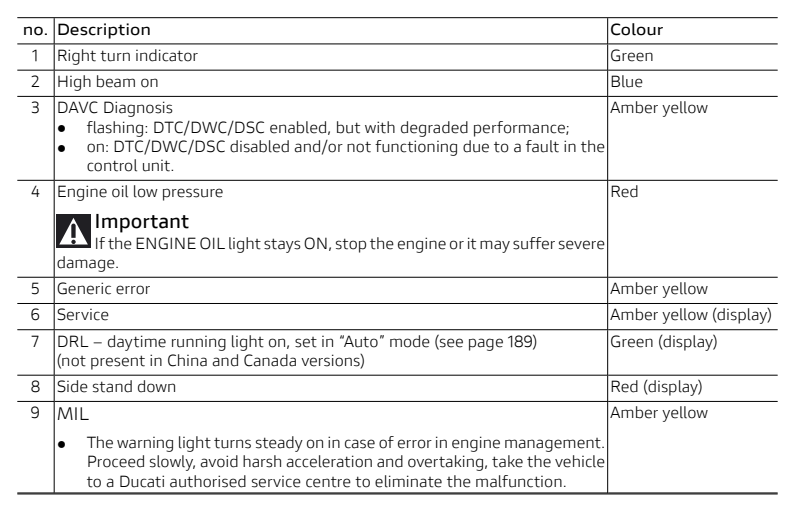 no. Description Colour
1 Right turn indicator Green
2 High beam on Blue
3 DAVC Diagnosis Amber yellow
● flashing: DTC/DWC/DSC enabled, but with degraded performance;
● on: DTC/DWC/DSC disabled and/or not functioning due to a fault in the
control unit.
4 Engine oil low pressure Red
Important
If the ENGINE OIL light stays ON, stop the engine or it may suffer severe
damage.
5 Generic error Amber yellow
6 Service Amber yellow (display)
7 DRL – daytime running light on, set in “Auto” mode (see page 189) Green (display)
(not present in China and Canada versions)
8 Side stand down Red (display)
9 MIL Amber yellow
● The warning light turns steady on in case of error in engine management.
Proceed slowly, avoid harsh acceleration and overtaking, take the vehicle
to a Ducati authorised service centre to eliminate the malfunction.